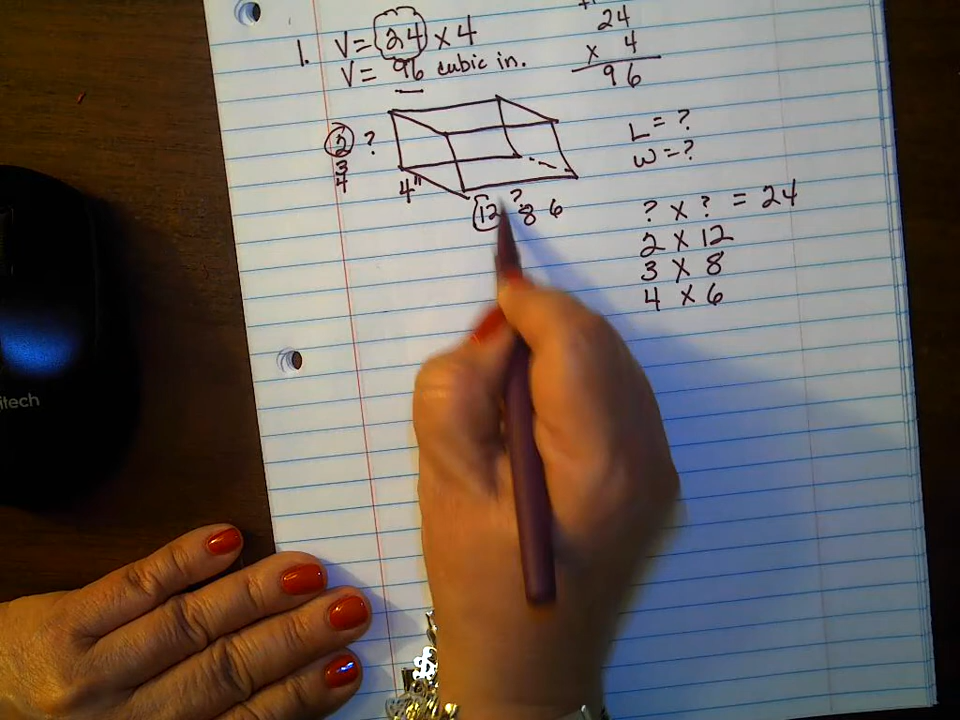 1. V = 24 x 4
V = 96 cubic in.
24
x 4
96
2 ?
3
4
4"
?
12 8 6
L = ?
W = ?
? x ? = 24
2 x 12
3 x 8
4 x 6
itech
$